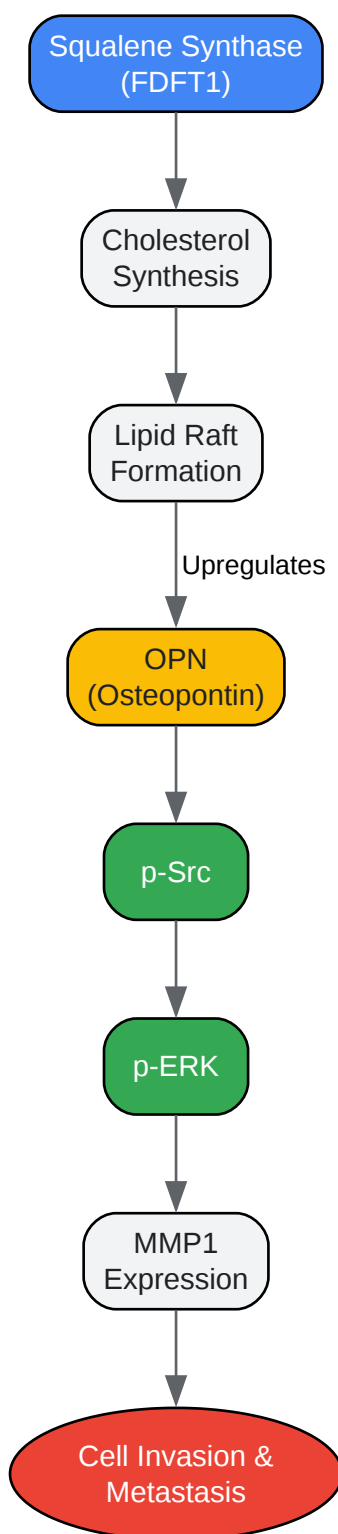 Squalene Synthase
(FDFT1)
Cholesterol
Synthesis
Lipid Raft
Formation
Upregulates
OPN
(Osteopontin)
p-Src
p-ERK
MMP1
Expression
Cell Invasion &
Metastasis